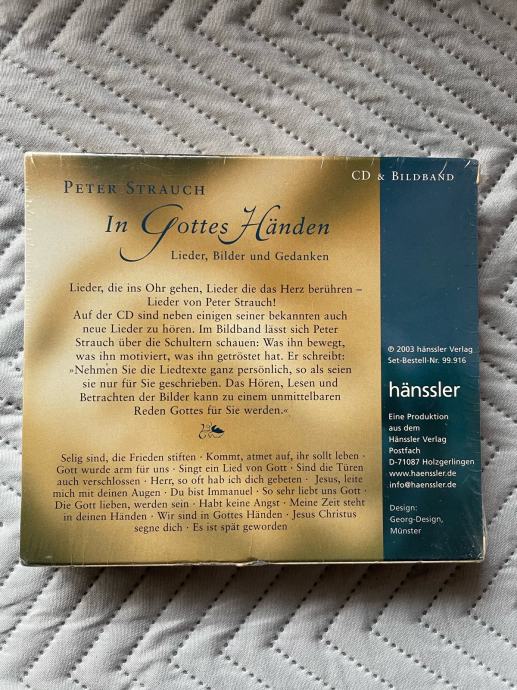 PETER STRAUCH
CD & BILDBAND
In Gottes Händen
Lieder, Bilder und Gedanken
Lieder, die ins Ohr gehen, Lieder die das Herz berühren –
Lieder von Peter Strauch!
Auf der CD sind neben einigen seiner bekannten auch
neue Lieder zu hören. Im Bildband lässt sich Peter
Strauch über die Schultern schauen: Was ihn bewegt,
was ihn motiviert, was ihn getröstet hat. Er schreibt:
»Nehmen Sie die Liedtexte ganz persönlich, so als seien
sie nur für Sie geschrieben. Das Hören, Lesen und
Betrachten der Bilder kann zu einem unmittelbaren
Reden Gottes für Sie werden.«
Selig sind, die Frieden stiften · Kommt, atmet auf, ihr sollt leben ·
Gott wurde arm für uns · Singt ein Lied von Gott · Sind die Türen
auch verschlossen · Herr, so oft hab ich dich gebeten · Jesus, leite
mich mit deinen Augen · Du bist Immanuel · So sehr liebt uns Gott ·
Die Gott lieben, werden sein · Habt keine Angst · Meine Zeit steht
in deinen Händen · Wir sind in Gottes Händen · Jesus Christus
segne dich · Es ist spät geworden
℗ 2003 hänssler Verlag
Set-Bestell-Nr. 99.916
hänssler
Eine Produktion
aus dem
Hänssler Verlag
Postfach
D-71087 Holzgerlingen
www.haenssler.de
info@haenssler.de
Design:
Georg-Design,
Münster